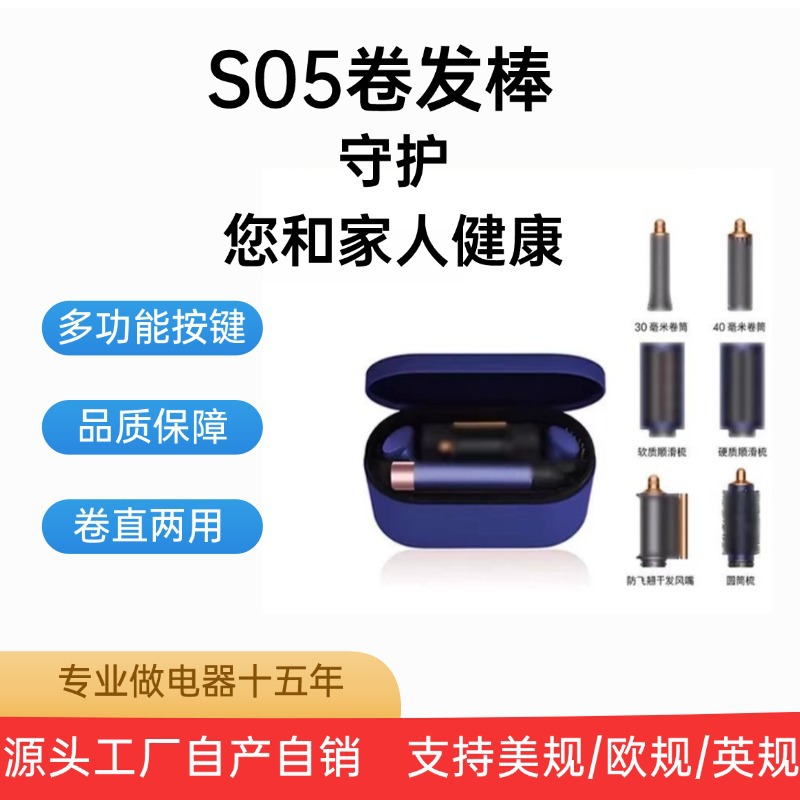 S05卷发棒
守护
您和家人健康
多功能按键
品质保障
卷直两用
30毫米卷筒
40毫米卷筒
软质顺滑梳
硬质顺滑梳
防飞翘干发风嘴
圆筒梳
专业做电器十五年
源头工厂自产自销 支持美规/欧规/英规